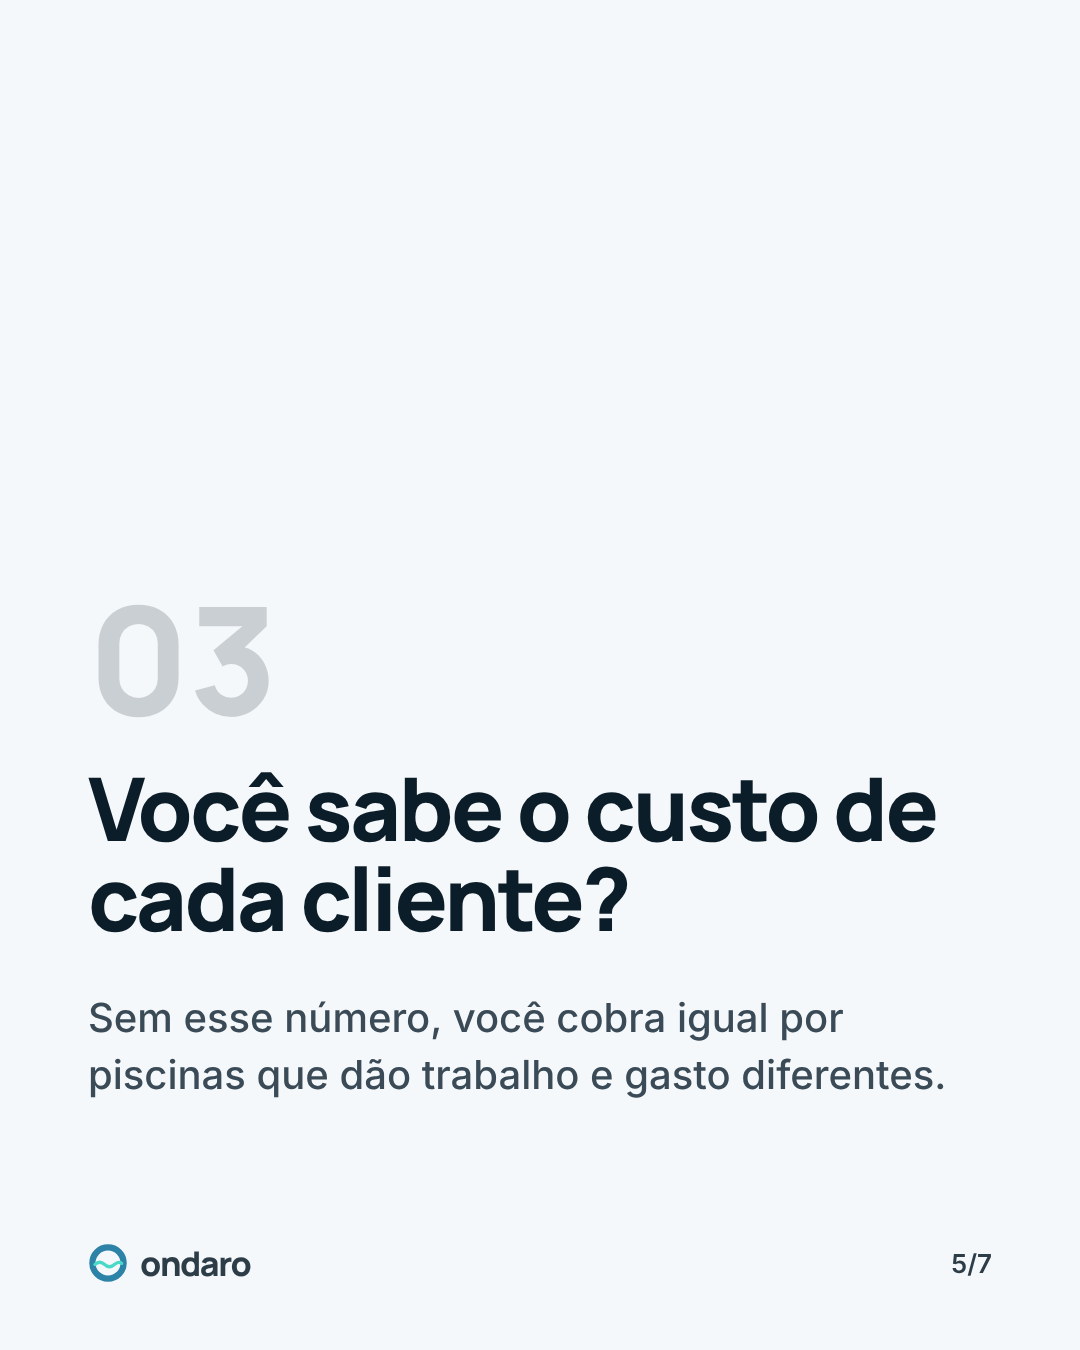 03
Você sabe o custo de
cada cliente?
Sem esse número, você cobra igual por
piscinas que dão trabalho e gasto diferentes.
ondaro
5/7